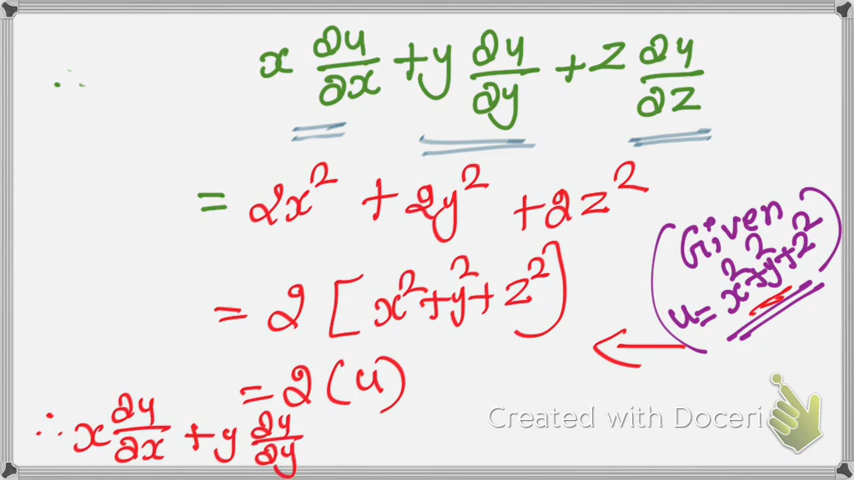 ∴ x ∂u/∂x + y ∂u/∂y + z ∂u/∂z
= 2x² + 2y² + 2z²
= 2 [x² + y² + z²]
(Given
u = x² + y² + z²)
= 2 (u)
∴ x ∂u/∂x + y ∂u/∂y
Created with Doceri